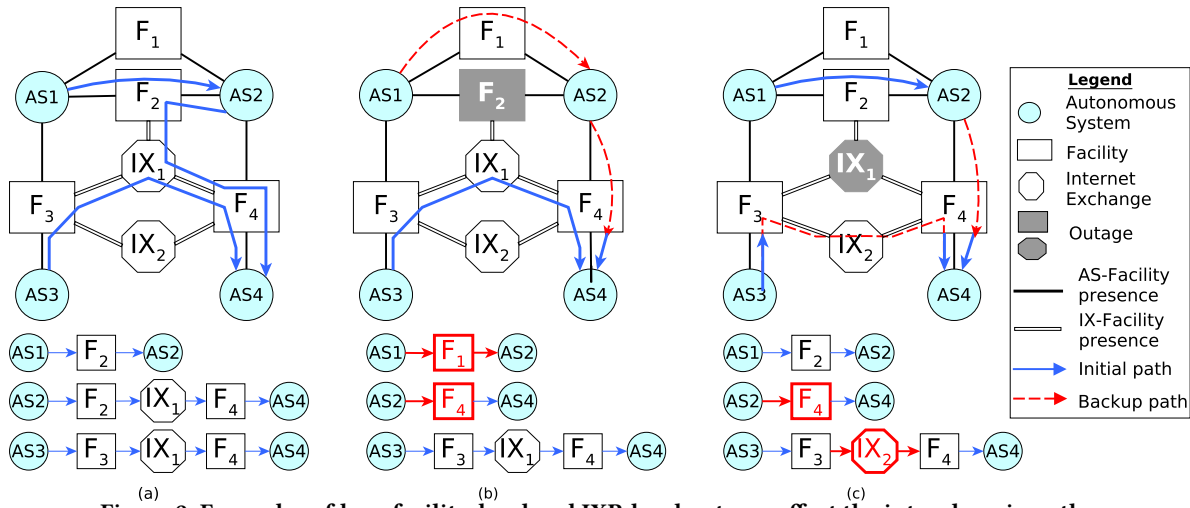 F1
AS1
F2
AS2
IX1
F3
F4
IX2
AS3
AS4
AS1 F2 AS2
AS2 F2 IX1 F4 AS4
AS3 F3 IX1 F4 AS4
(a)
F1
AS1
F2
AS2
IX1
F3
F4
IX2
AS3
AS4
AS1 F1 AS2
AS2 F4 AS4
AS3 F3 IX1 F4 AS4
(b)
F1
AS1
F2
AS2
IX1
F3
F4
IX2
AS3
AS4
AS1 F2 AS2
AS2 F4 AS4
AS3 F3 IX2 F4 AS4
(c)
Legend
Autonomous
System
Facility
Internet
Exchange
Outage
AS-Facility
presence
IX-Facility
presence
Initial path
Backup path